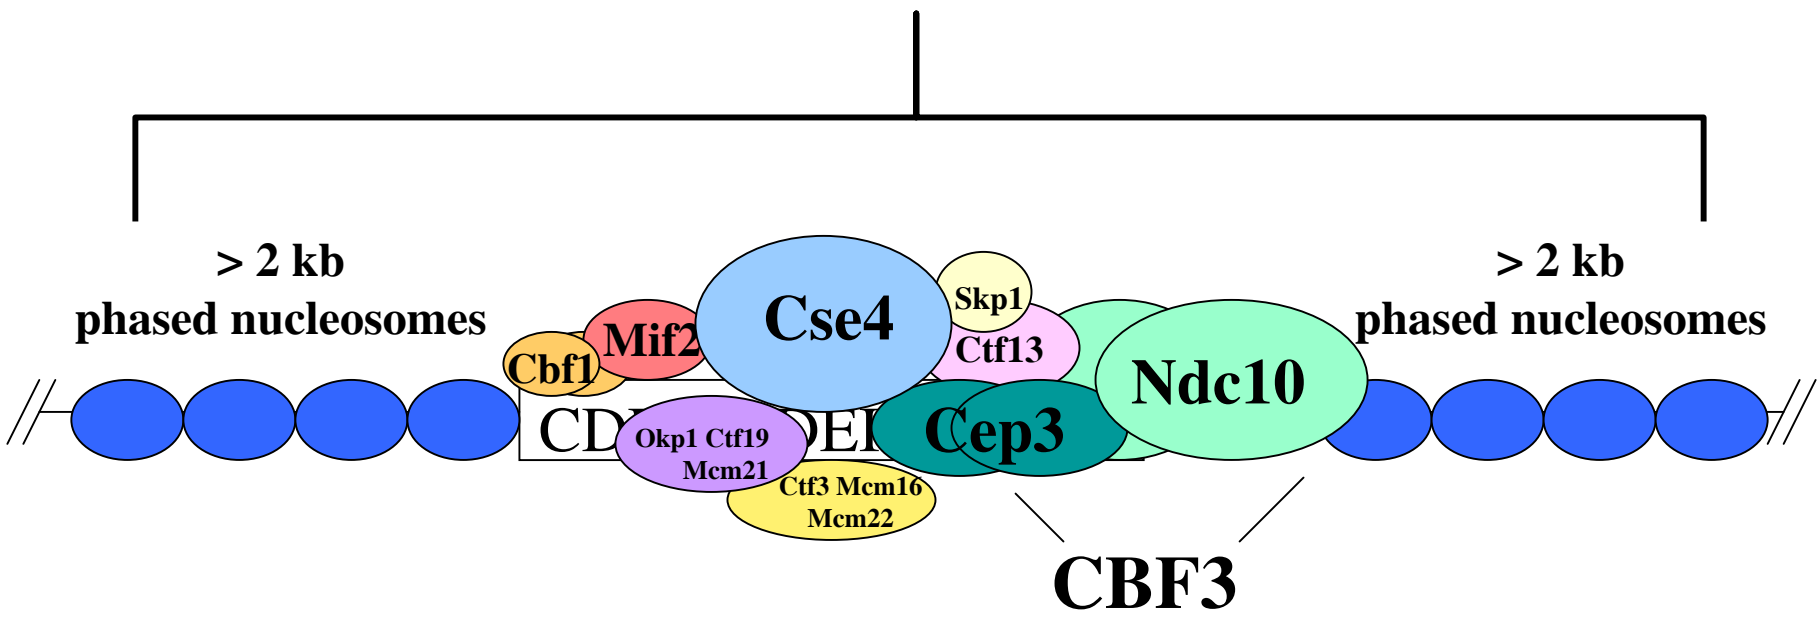 > 2 kb
phased nucleosomes
> 2 kb
phased nucleosomes
Cse4
Skp1
Mif2
Ctf13
Cbf1
Ndc10
Cep3
Okp1 Ctf19
Mcm21
Ctf3 Mcm16
Mcm22
CBF3